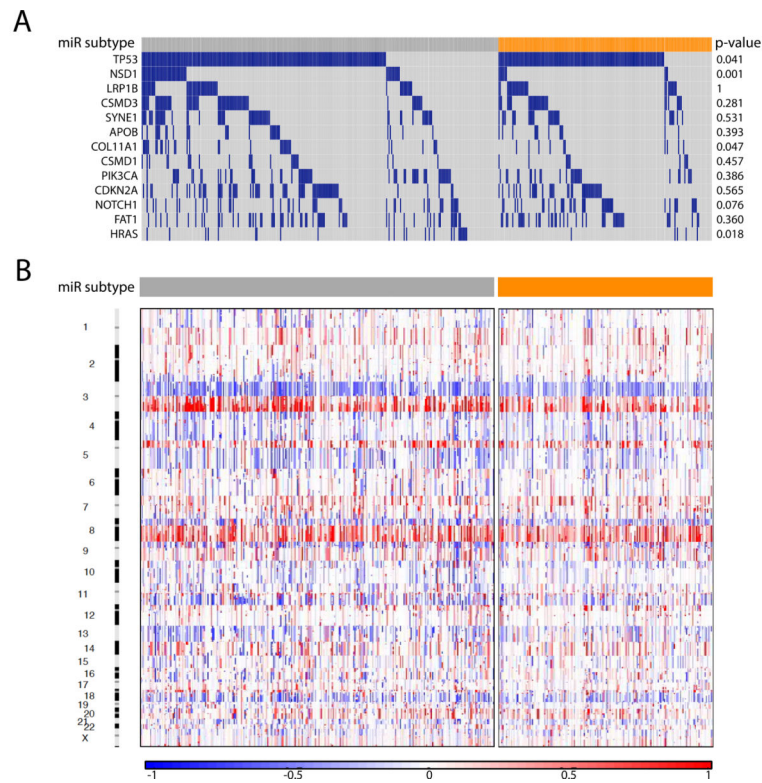 A
miR subtype p-value
TP53 0.041
NSD1 0.001
LRP1B 1
CSMD3 0.281
SYNE1 0.531
APOB 0.393
COL11A1 0.047
CSMD1 0.457
PIK3CA 0.386
CDKN2A 0.565
NOTCH1 0.076
FAT1 0.360
HRAS 0.018
B
miR subtype
1
2
3
4
5
6
7
8
9
10
11
12
13
14
15
16
17
18
19
20
21
22
X
-1 -0.5 0 0.5 1